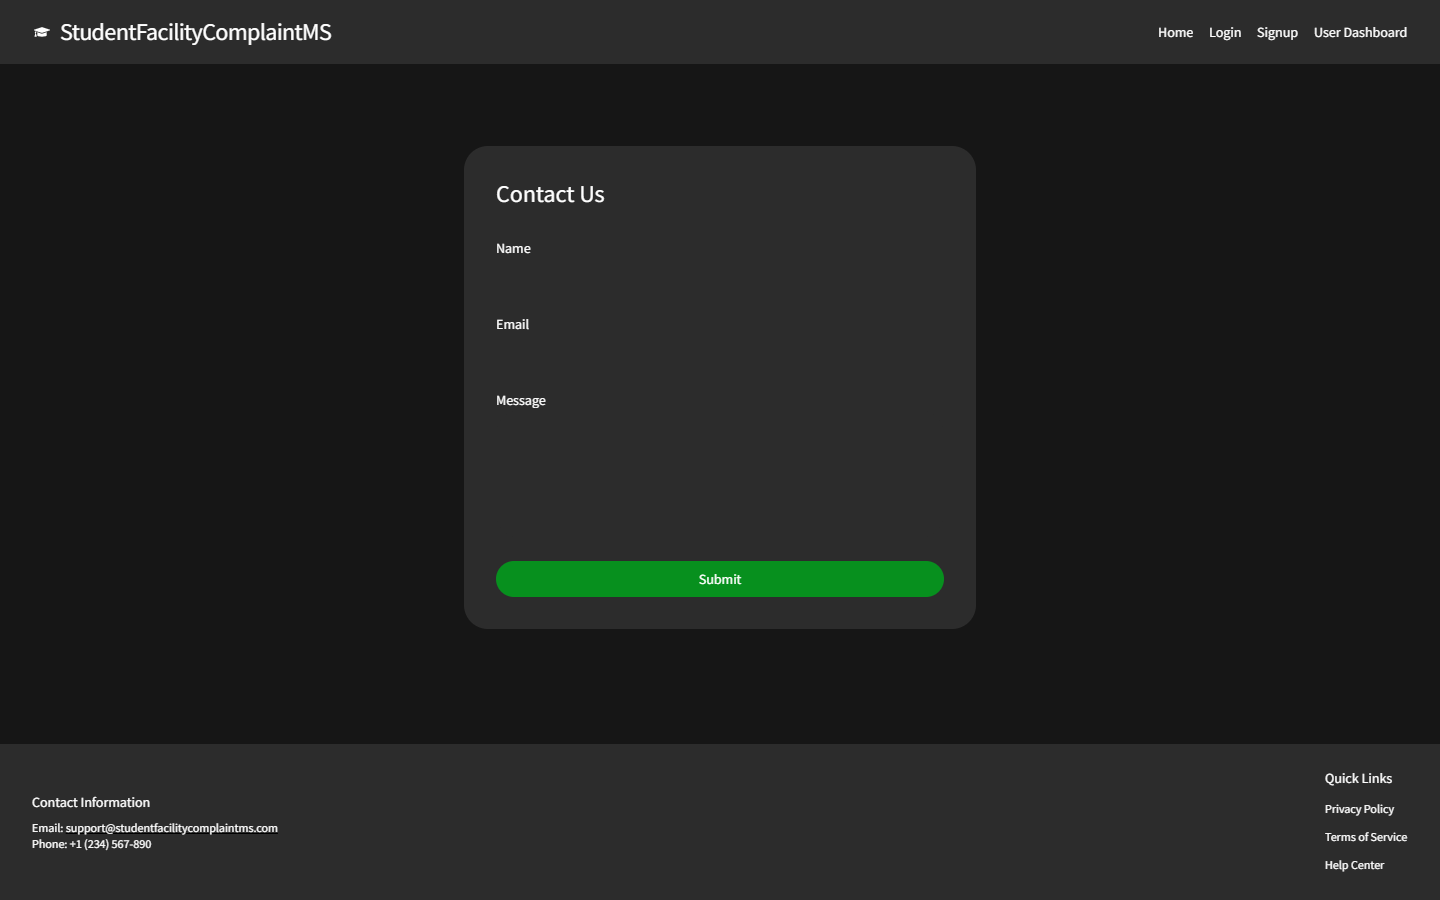 StudentFacilityComplaintMS
Home Login Signup User Dashboard
Contact Us
Name
Email
Message
Submit
Contact Information
Email: support@studentfacilitycomplaintms.com
Phone: +1 (234) 567-890
Quick Links
Privacy Policy
Terms of Service
Help Center